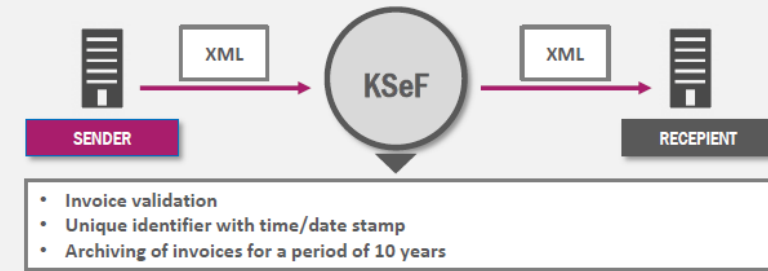 XML
XML
KSeF
SENDER
RECEPIENT
• Invoice validation
• Unique identifier with time/date stamp
• Archiving of invoices for a period of 10 years